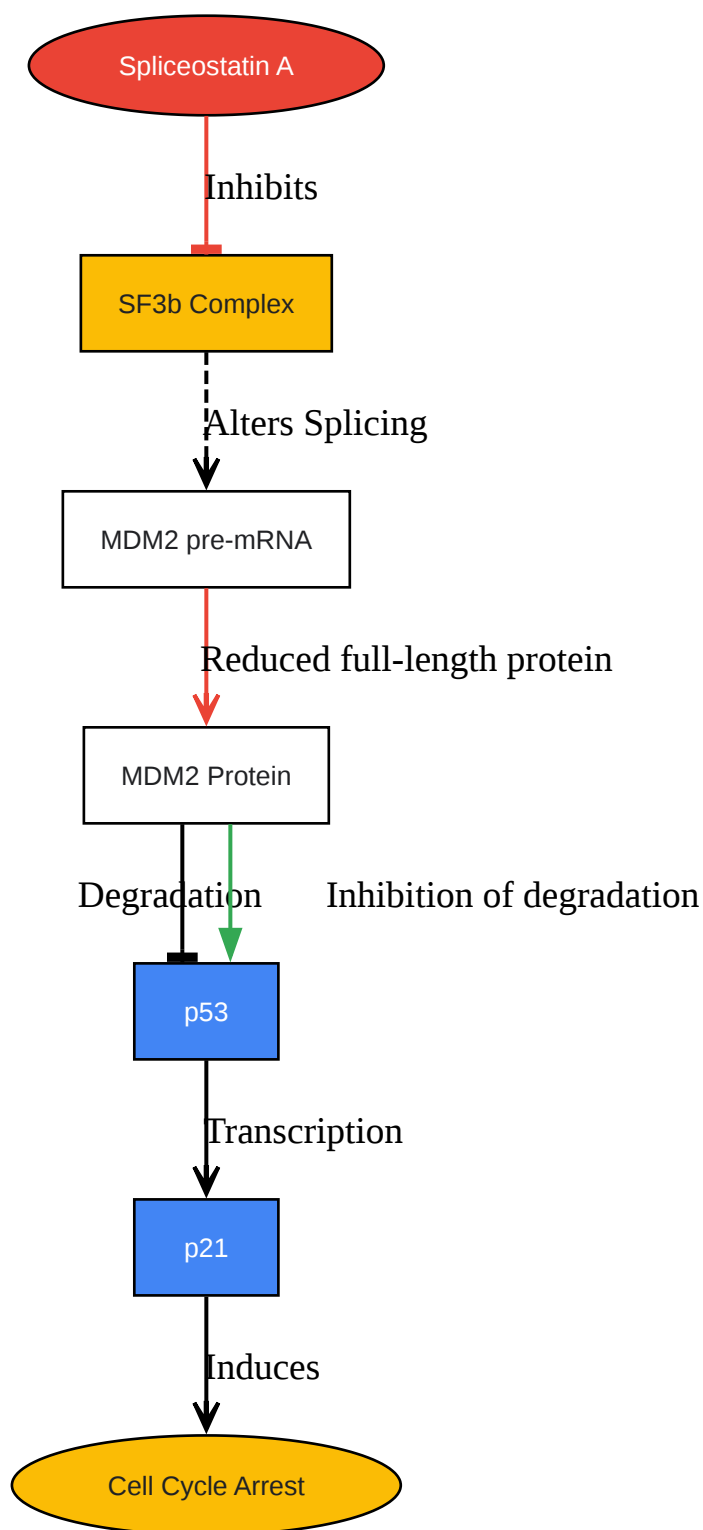 Spliceostatin A
Inhibits
SF3b Complex
Alters Splicing
MDM2 pre-mRNA
Reduced full-length protein
MDM2 Protein
Degradation
Inhibition of degradation
p53
Transcription
p21
Induces
Cell Cycle Arrest